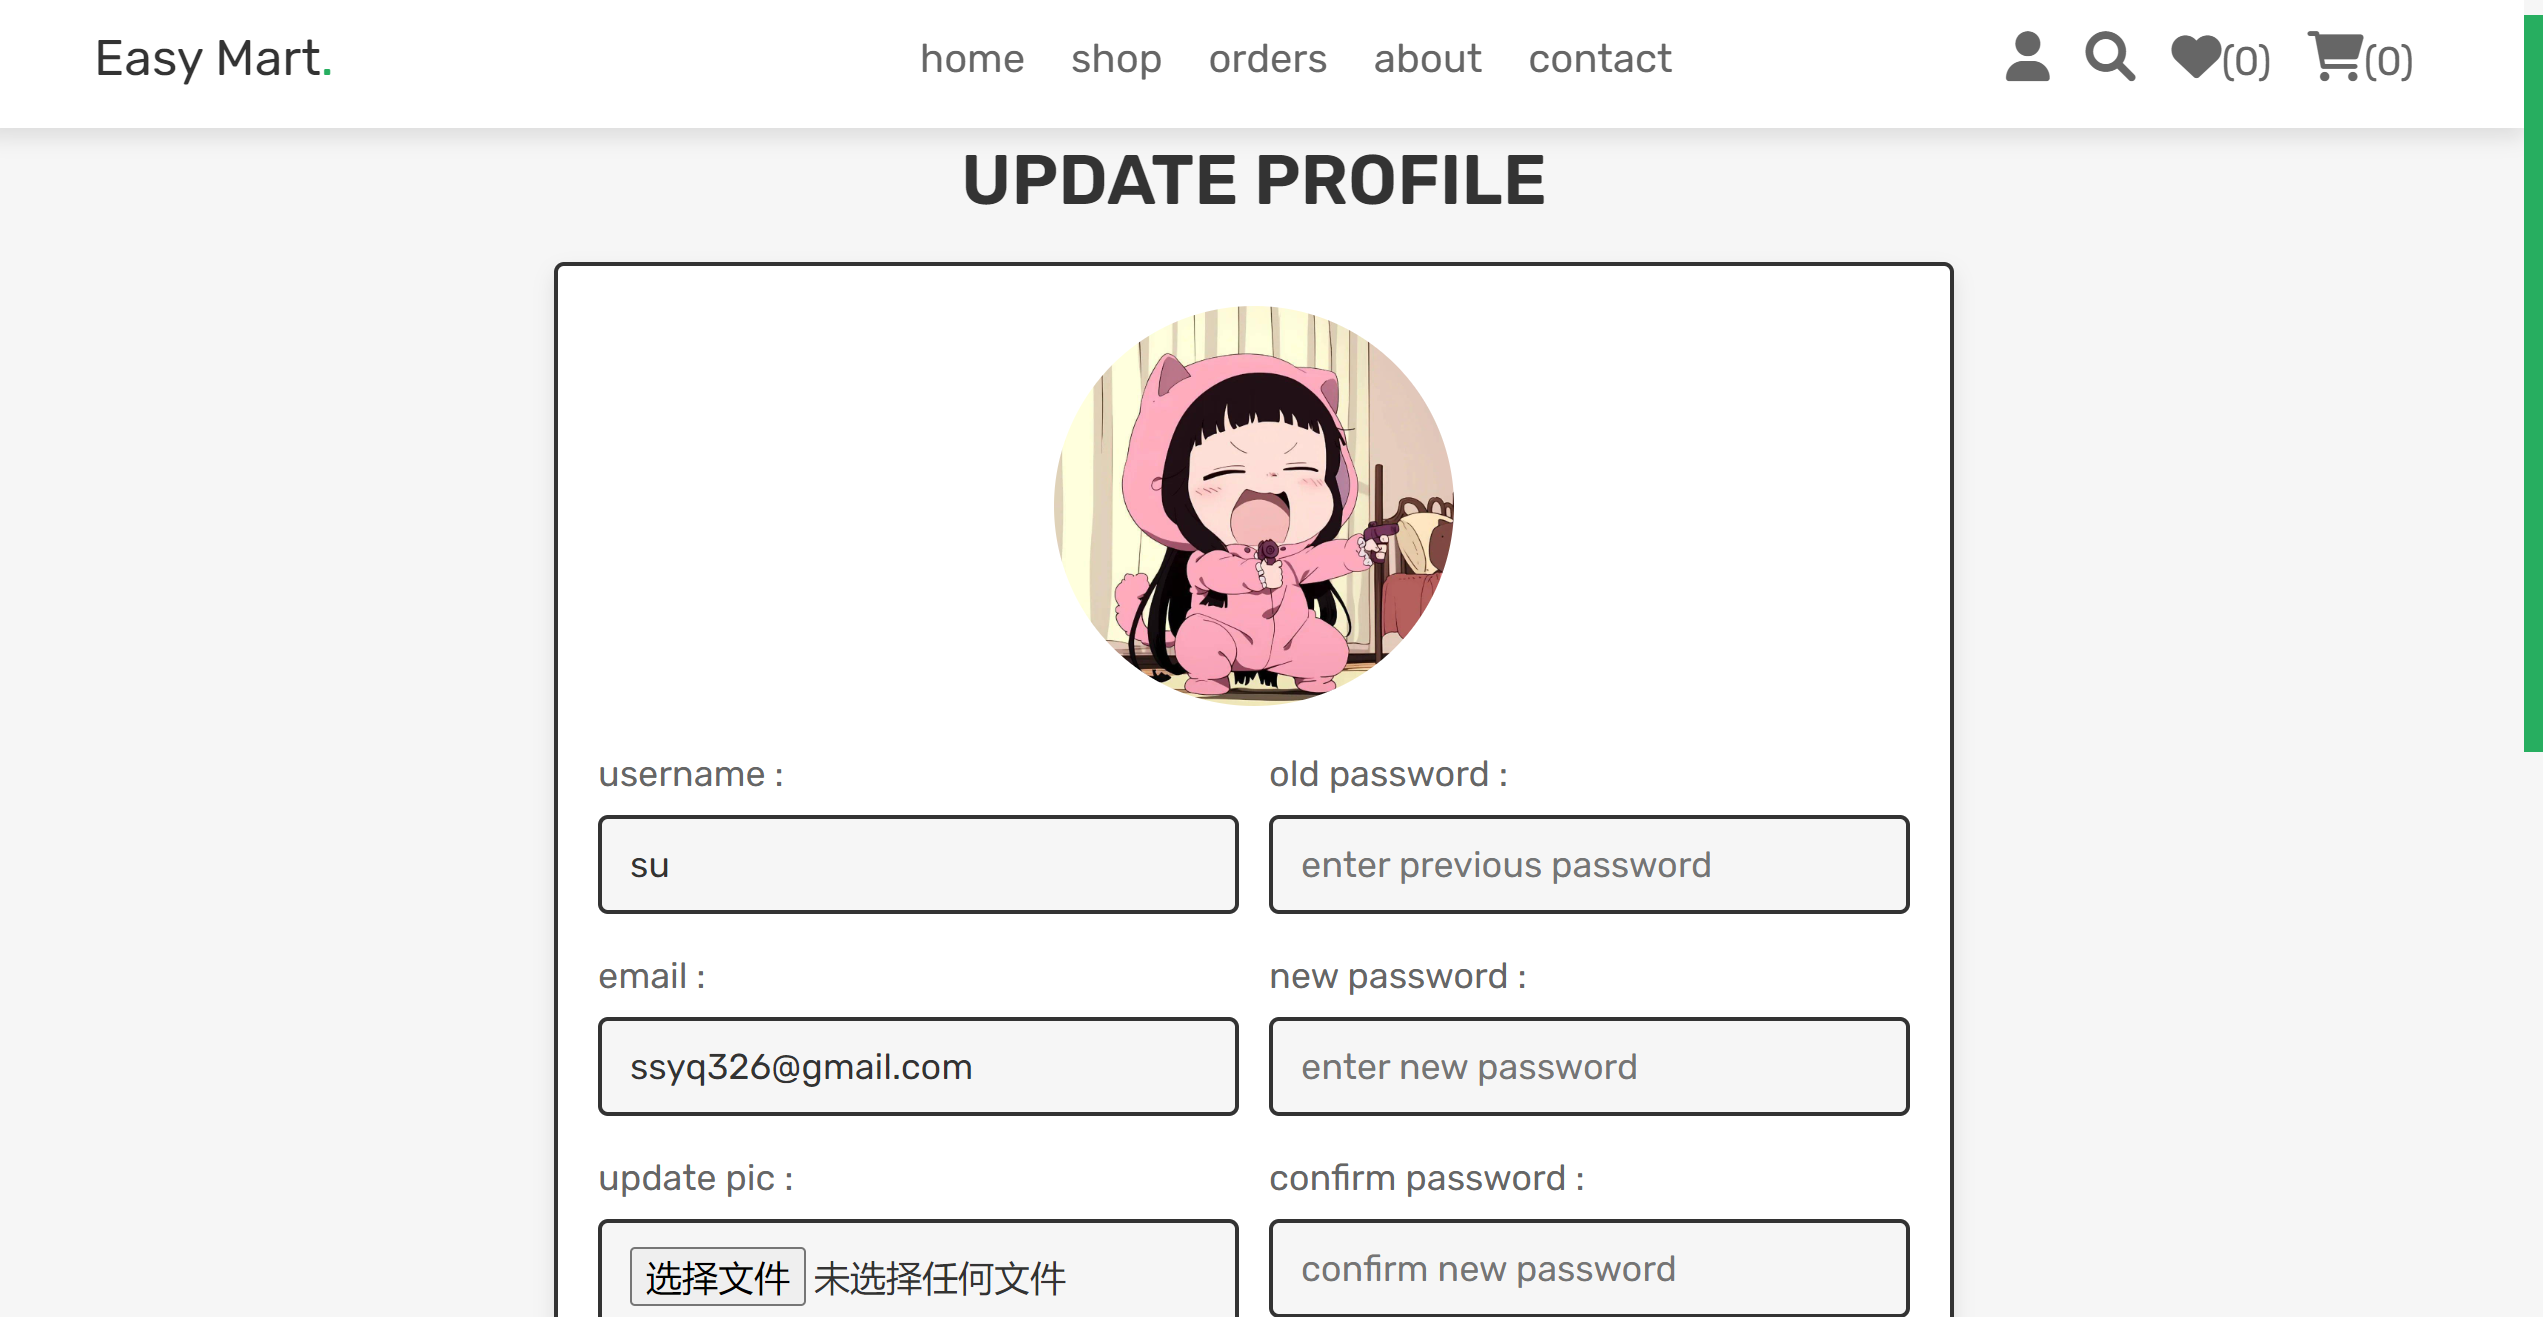 Easy Mart.
home shop orders about contact
(0) (0)
UPDATE PROFILE
username :
su
email :
ssyq326@gmail.com
update pic :
选择文件 未选择任何文件
old password :
enter previous password
new password :
enter new password
confirm password :
confirm new password